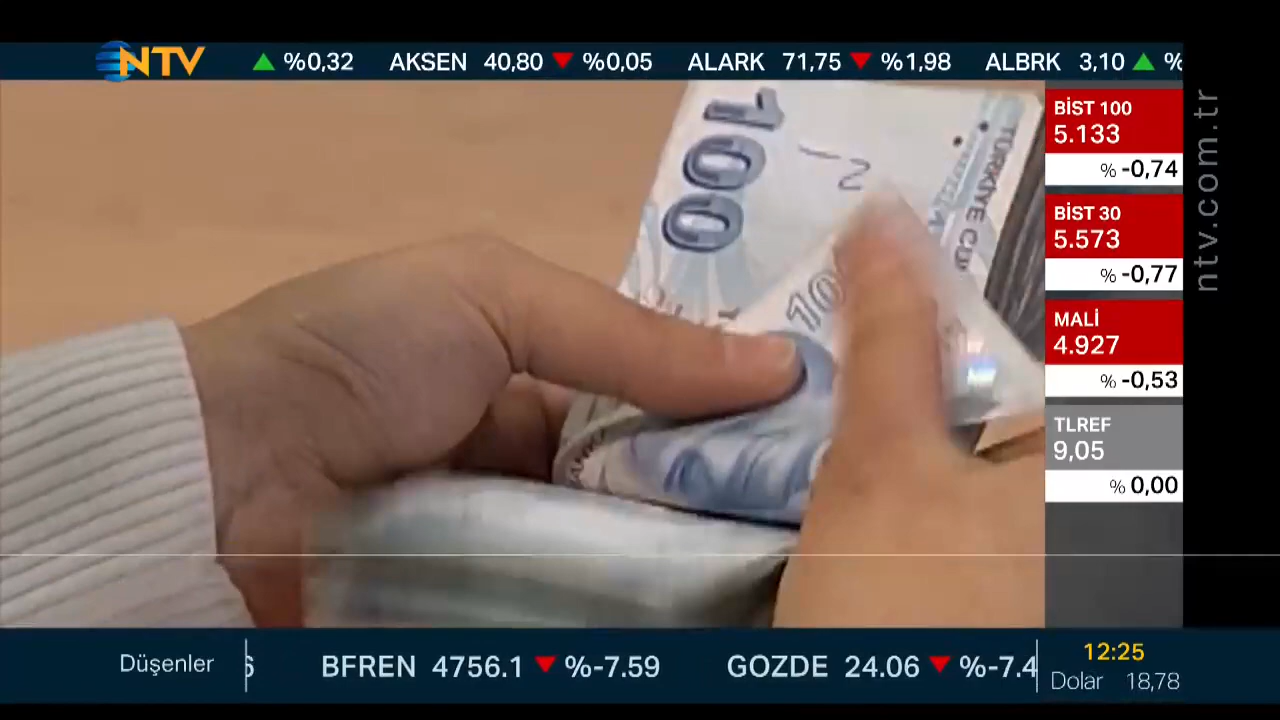 NTV
%0,32 AKSEN 40,80 %0,05 ALARK 71,75 %1,98 ALBRK 3,10 %
BİST 100
5.133
% -0,74
BİST 30
5.573
% -0,77
MALİ
4.927
% -0,53
TLREF
9,05
% 0,00
ntv.com.tr
100
TÜRKİYE CU
Düşenler
BFREN 4756.1 %-7.59 GOZDE 24.06 %-7.4
12:25
Dolar 18,78